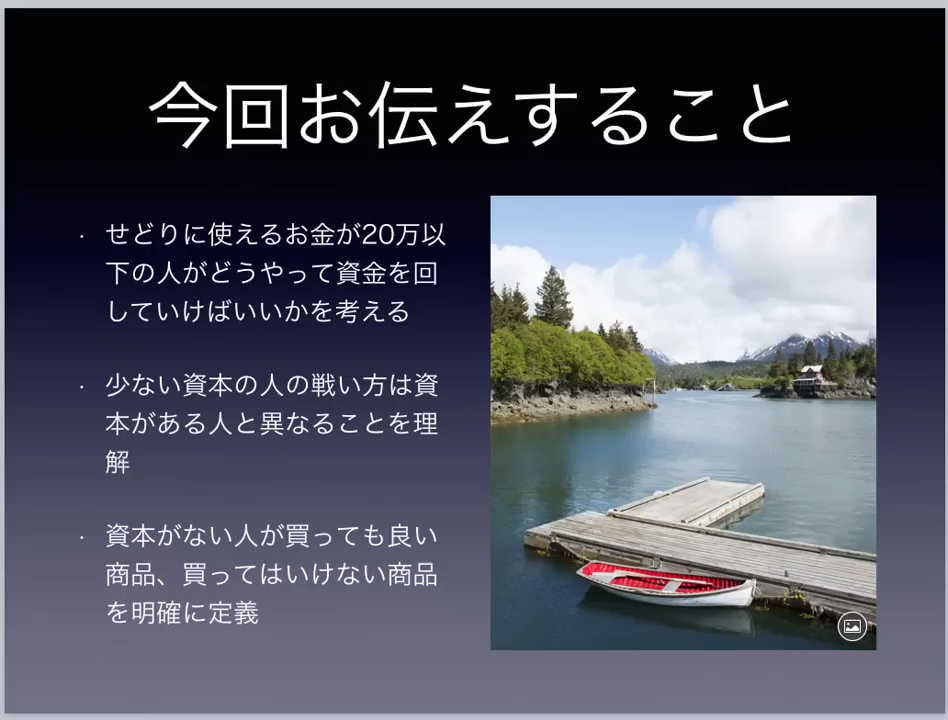 今回お伝えすること
・ せどりに使えるお金が20万以
下の人がどうやって資金を回
していけばいいかを考える
・ 少ない資本の人の戦い方は資
本がある人と異なることを理
解
・ 資本がない人が買っても良い
商品、買ってはいけない商品
を明確に定義